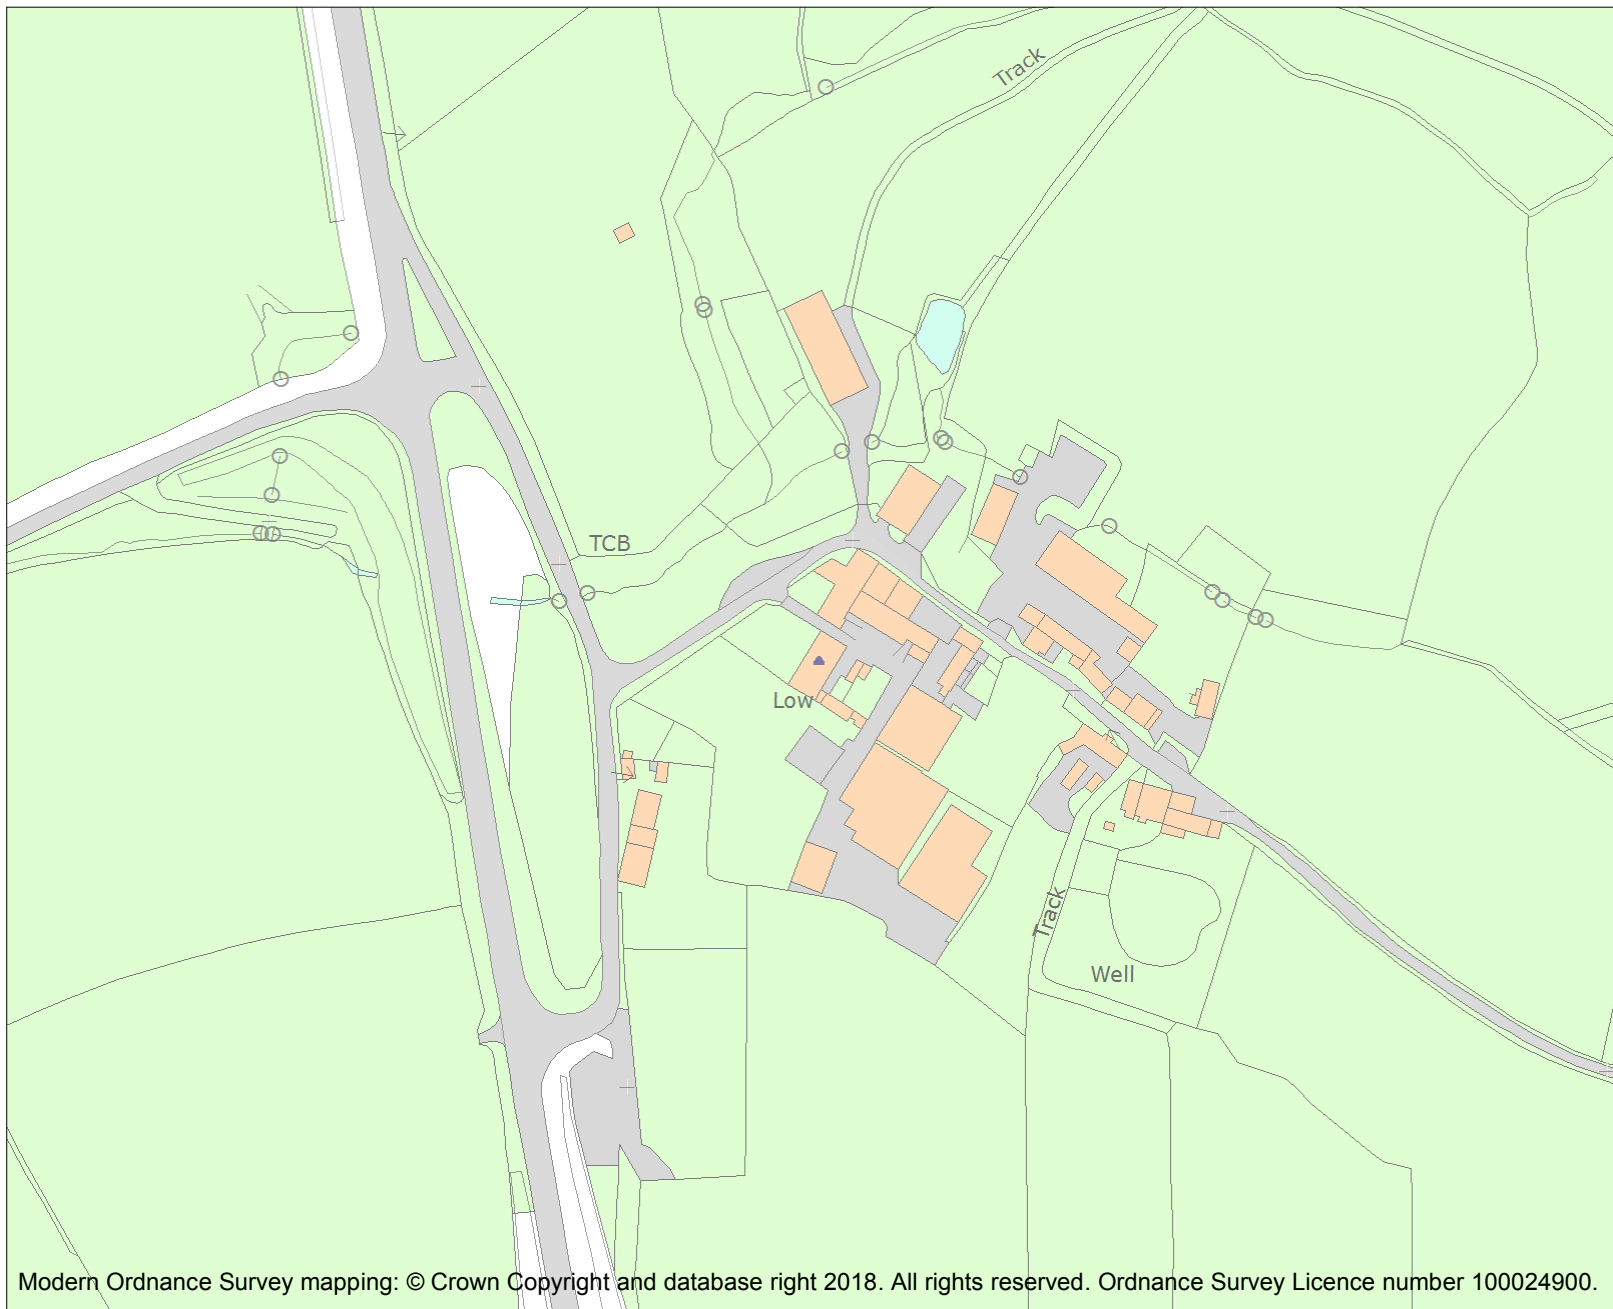 Track
TCB
Low
Track
Well
Modern Ordnance Survey mapping: © Crown Copyright and database right 2018. All rights reserved. Ordnance Survey Licence number 100024900.